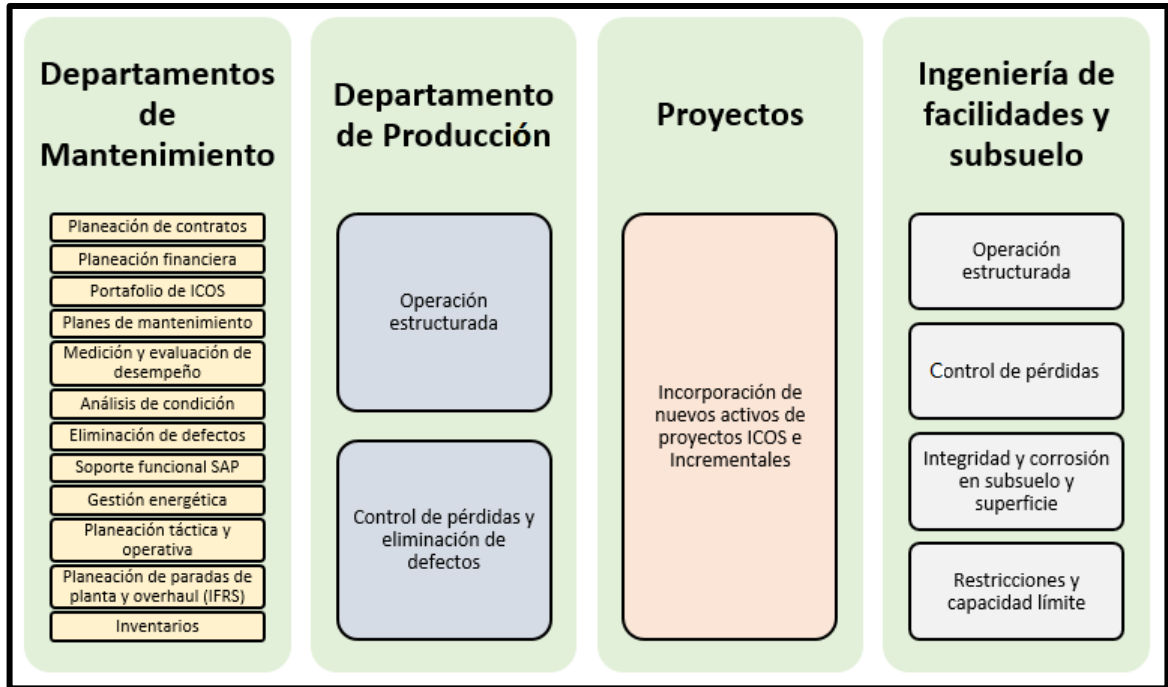 Departamentos
de
Mantenimiento
Planeación de contratos
Planeación financiera
Portafolio de ICOS
Planes de mantenimiento
Medición y evaluación de
desempeño
Análisis de condición
Eliminación de defectos
Soporte funcional SAP
Gestión energética
Planeación táctica y
operativa
Planeación de paradas de
planta y overhaul (IFRS)
Inventarios
Departamento
de Producción
Operación
estructurada
Control de pérdidas y
eliminación de
defectos
Proyectos
Incorporación de
nuevos activos de
proyectos ICOS e
Incrementales
Ingeniería de
facilidades y
subsuelo
Operación
estructurada
Control de pérdidas
Integridad y corrosión
en subsuelo y
superficie
Restricciones y
capacidad límite